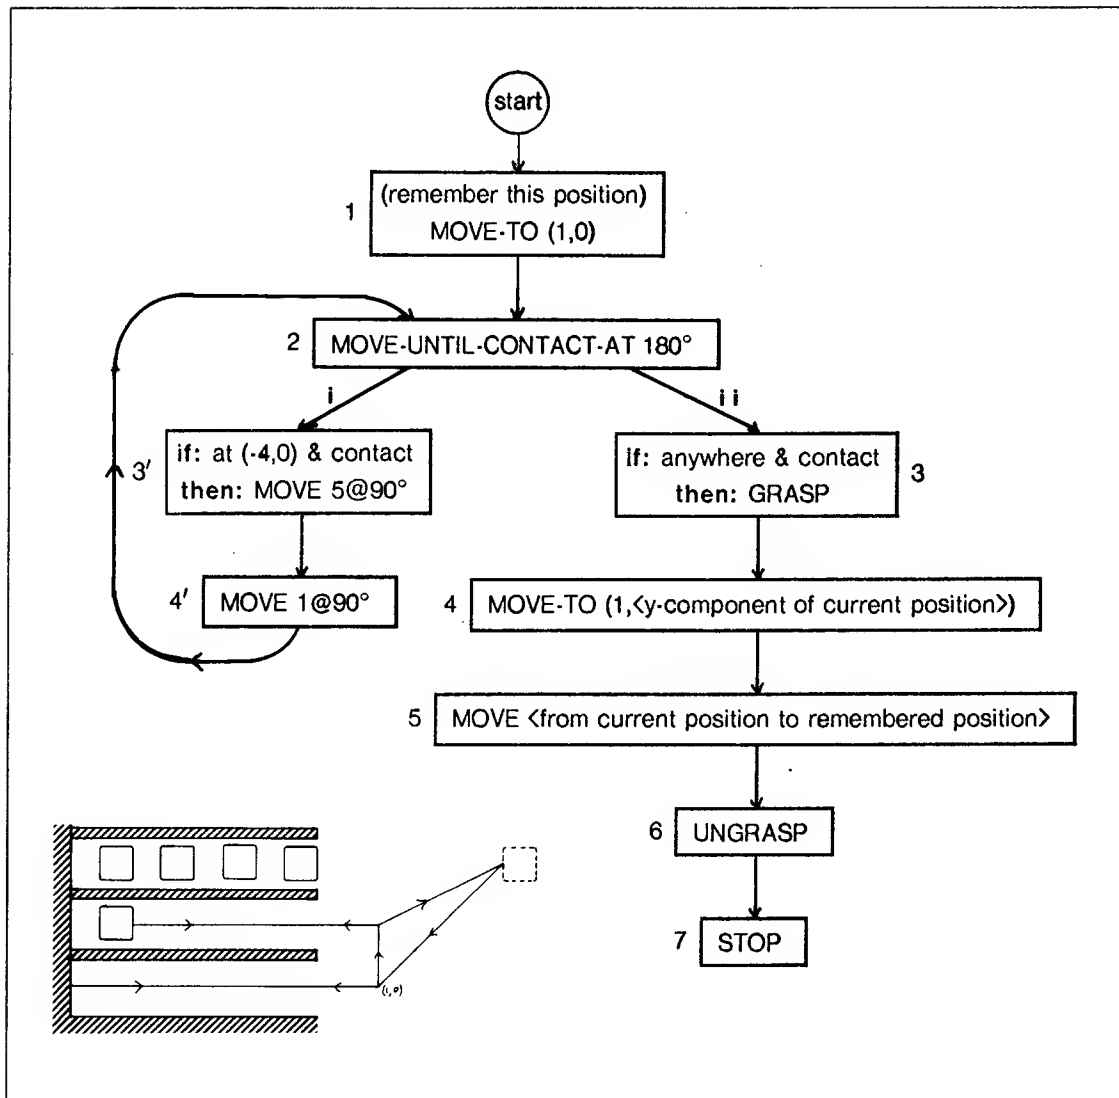 start
1
(remember this position)
MOVE-TO (1,0)
2
MOVE-UNTIL-CONTACT-AT 180°
i
ii
3′
if: at (-4,0) & contact
then: MOVE 5@90°
if: anywhere & contact
then: GRASP
3
4′
MOVE 1@90°
4
MOVE-TO (1,<y-component of current position>)
5
MOVE <from current position to remembered position>
6
UNGRASP
7
STOP
(1,0)